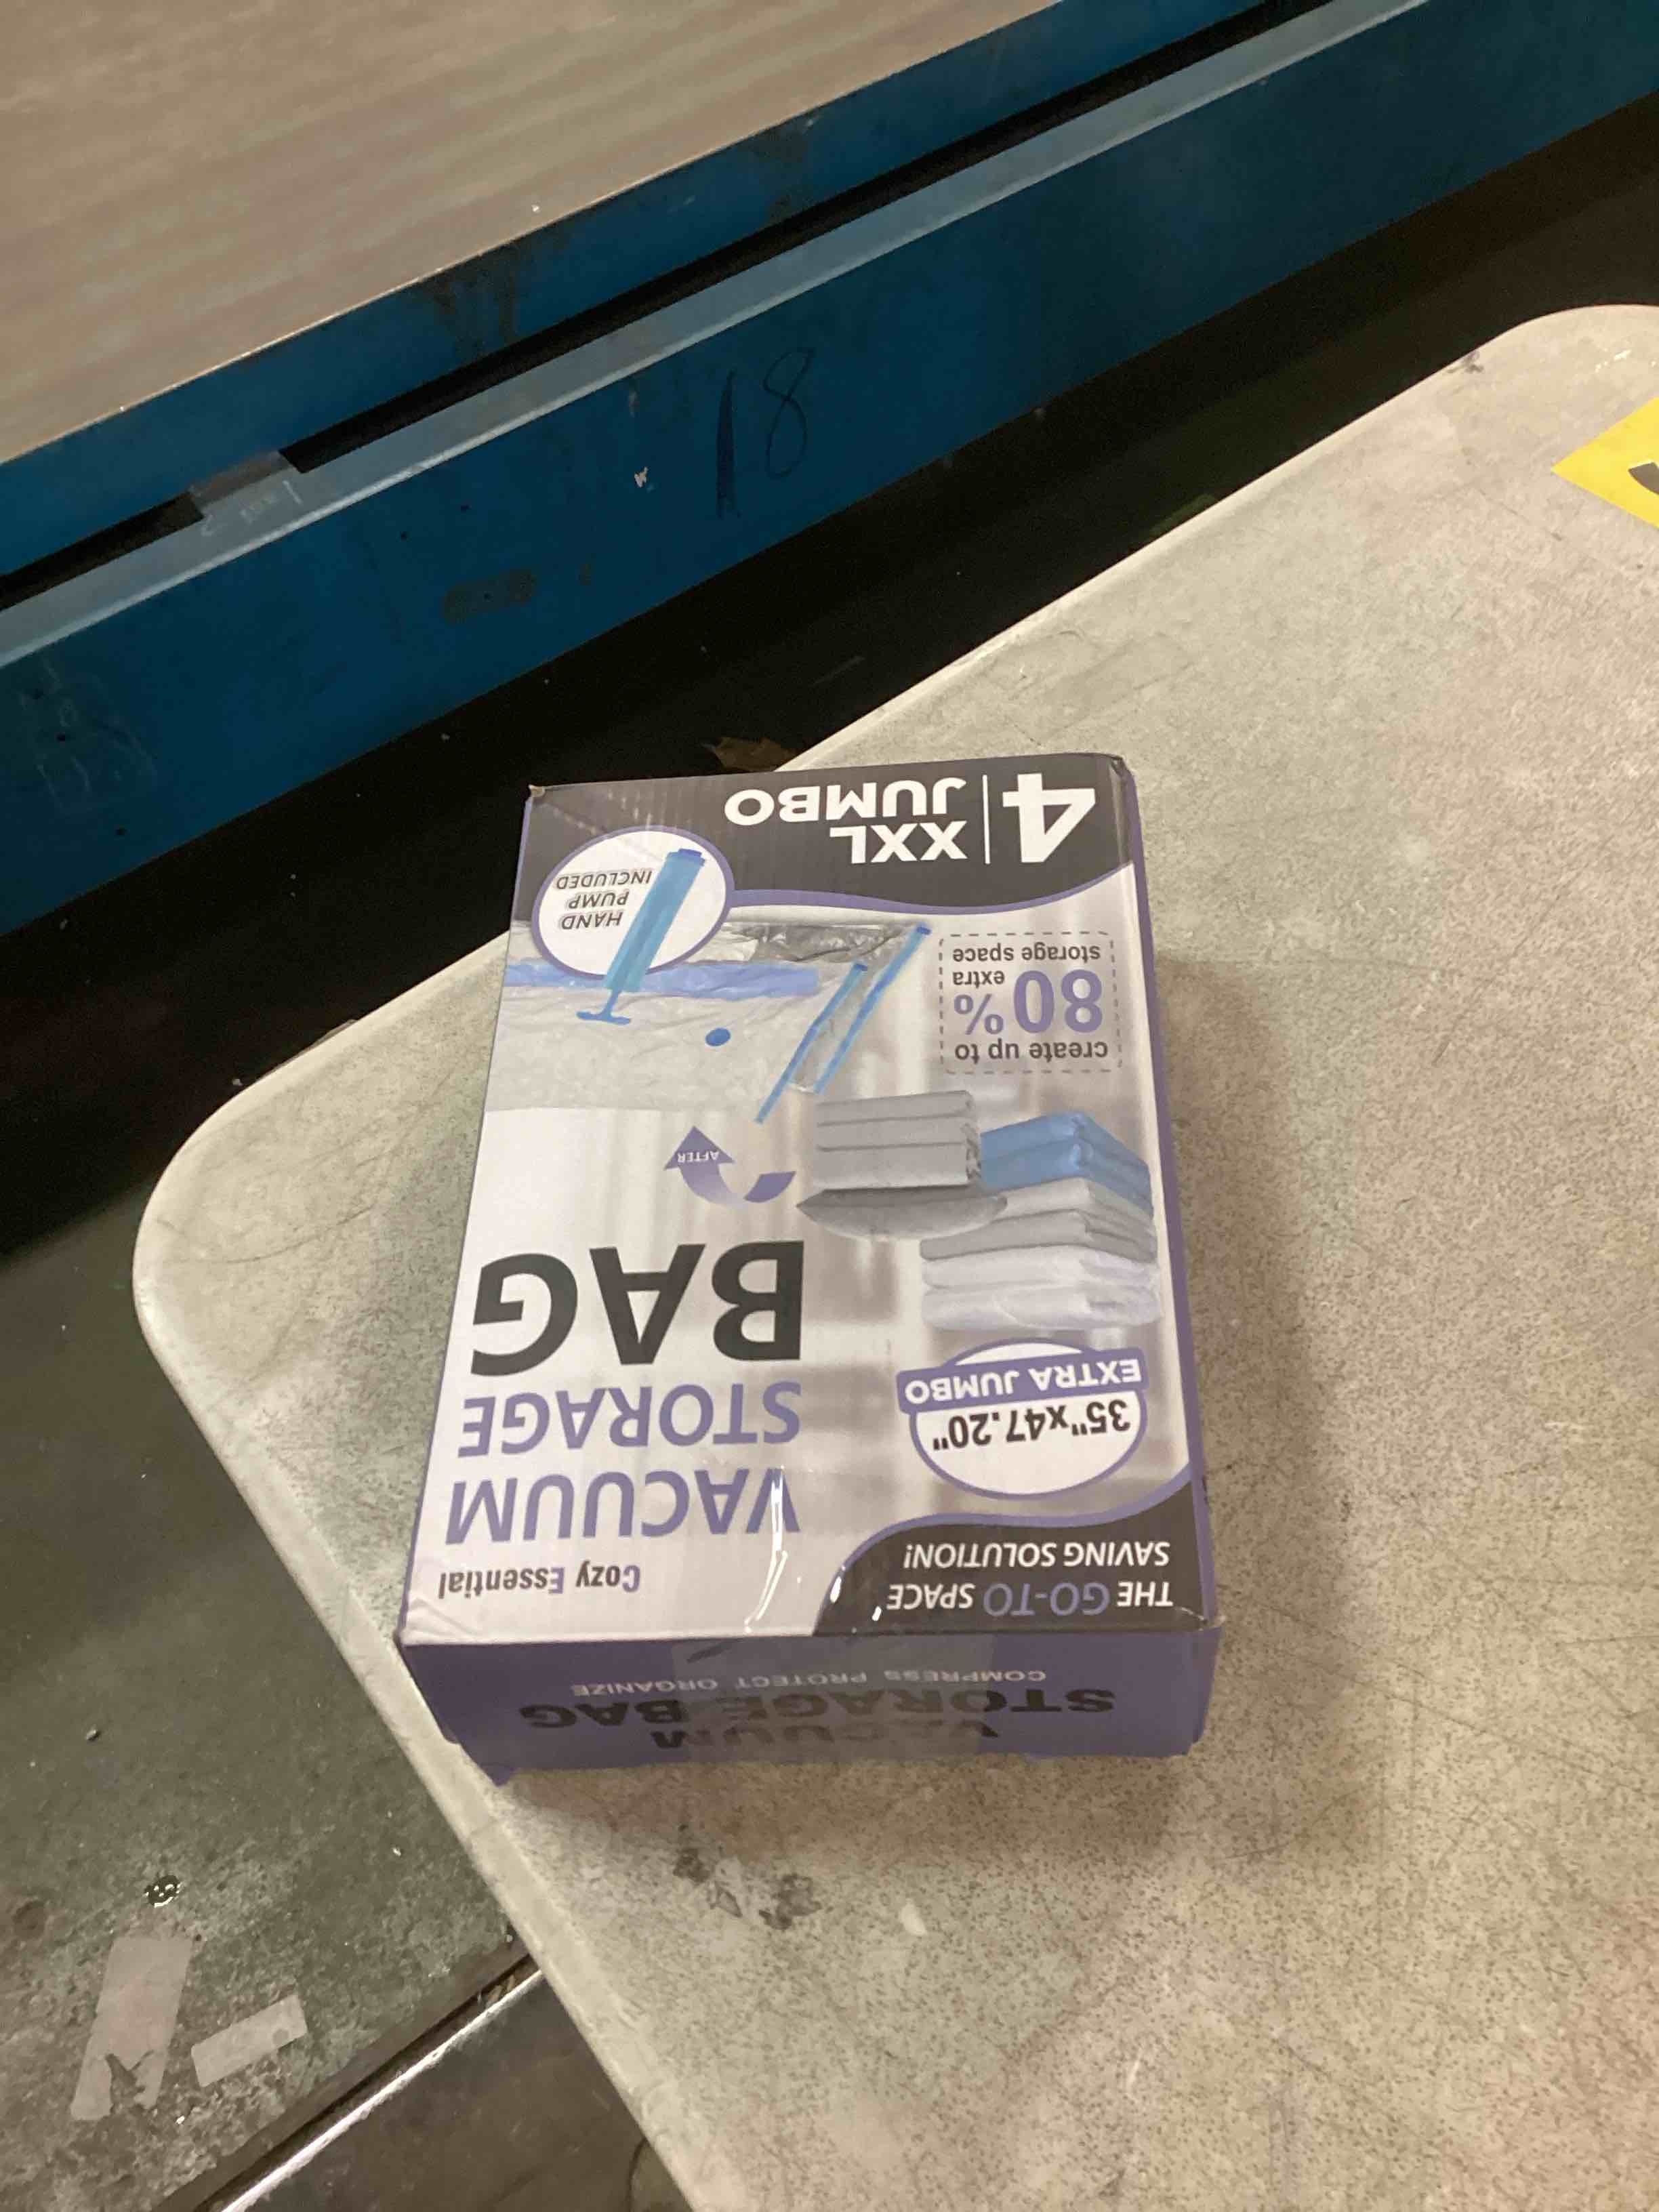 THE GO-TO SPACE
SAVING SOLUTION!
Cozy Essential
VACUUM
STORAGE
BAG
35"x47.20"
EXTRA JUMBO
AFTER
create up to
80%
extra
storage space
HAND
PUMP
INCLUDED
4
XXL
JUMBO
VACUUM
STORAGE BAG
COMPRESS PROTECT ORGANIZE
18